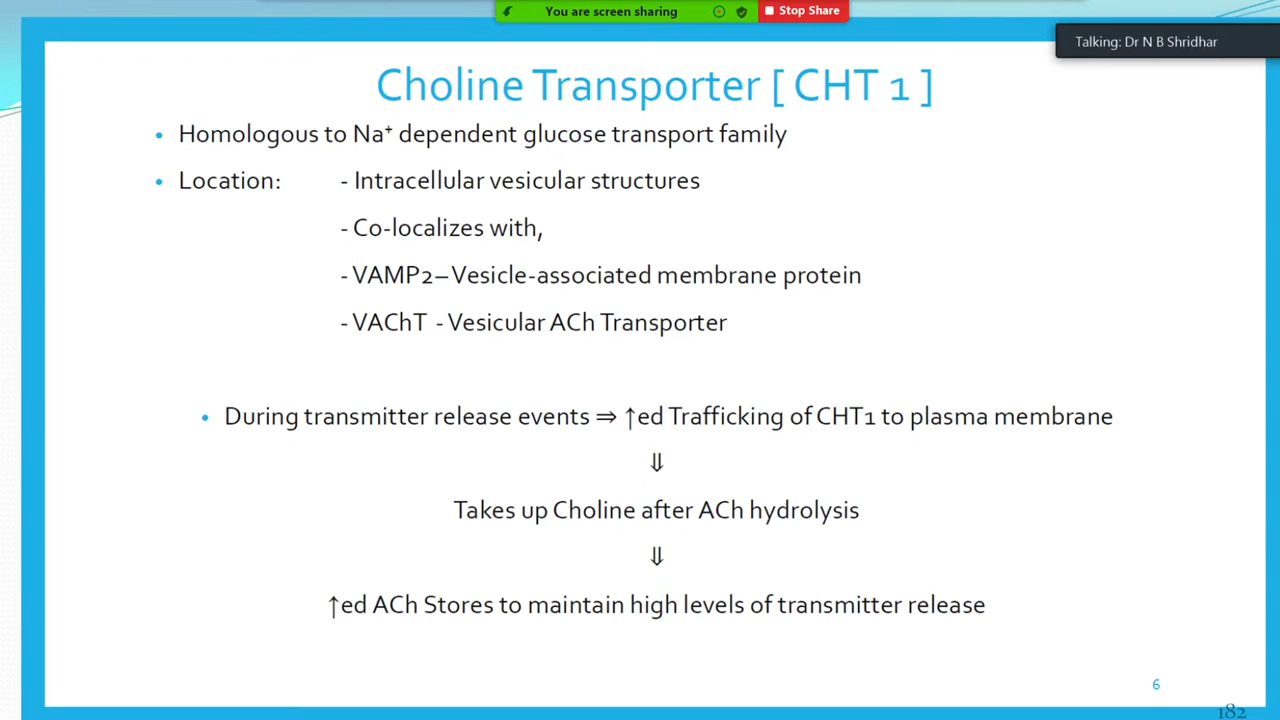 You are screen sharing
Stop Share
Talking: Dr N B Shridhar
Choline Transporter [ CHT 1 ]
• Homologous to Na⁺ dependent glucose transport family
• Location: - Intracellular vesicular structures
- Co-localizes with,
- VAMP2–Vesicle-associated membrane protein
- VAChT - Vesicular ACh Transporter
• During transmitter release events ⇒ ↑ed Trafficking of CHT1 to plasma membrane
⇓
Takes up Choline after ACh hydrolysis
⇓
↑ed ACh Stores to maintain high levels of transmitter release
6
182